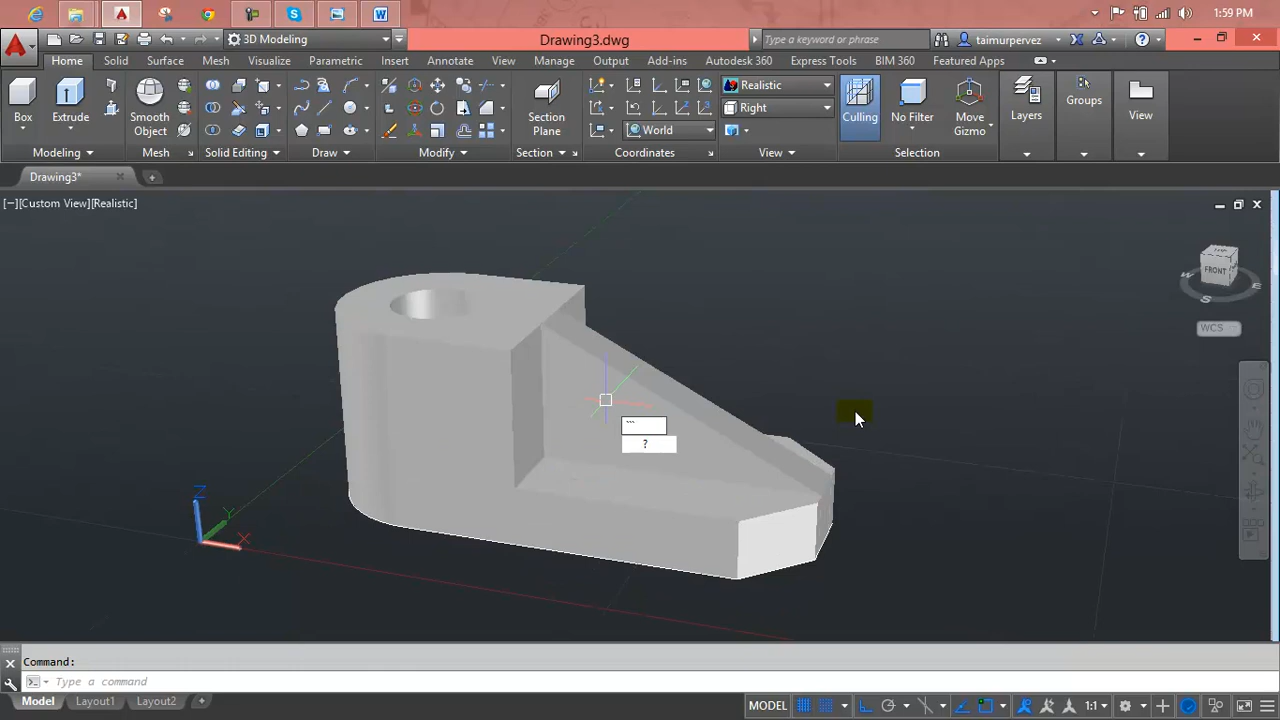 1:59 PM
3D Modeling
Drawing3.dwg
Type a keyword or phrase
taimurpervez
Home Solid Surface Mesh Visualize Parametric Insert Annotate View Manage Output Add-ins Autodesk 360 Express Tools BIM 360 Featured Apps
Box
Extrude
Smooth
Object
Section
Plane
World
Realistic
Right
Culling
No Filter
Move
Gizmo
Layers
Groups
View
Modeling
Mesh
Solid Editing
Draw
Modify
Section
Coordinates
View
Selection
Drawing3*
[−][Custom View][Realistic]
FRONT
W
S
E
WCS
```
?
Z
Y
X
Command:
Type a command
Model Layout1 Layout2
MODEL
1:1